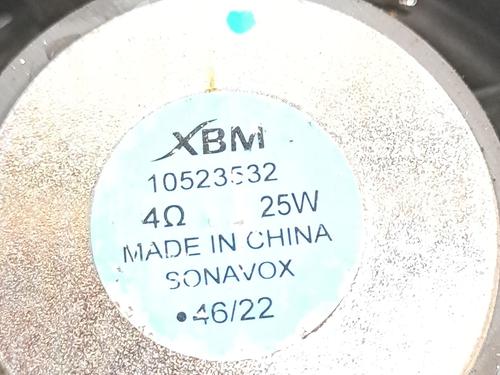 XBM
10523532
4Ω 25W
MADE IN CHINA
SONAVOX
•46/22